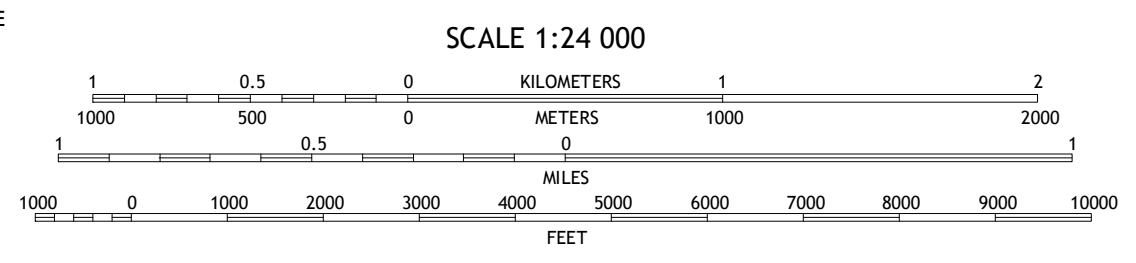 E
SCALE 1:24 000
1 0.5 0 KILOMETERS 1 2
1000 500 0 METERS 1000 2000
1 0.5 0 1
MILES
1000 0 1000 2000 3000 4000 5000 6000 7000 8000 9000 10000
FEET